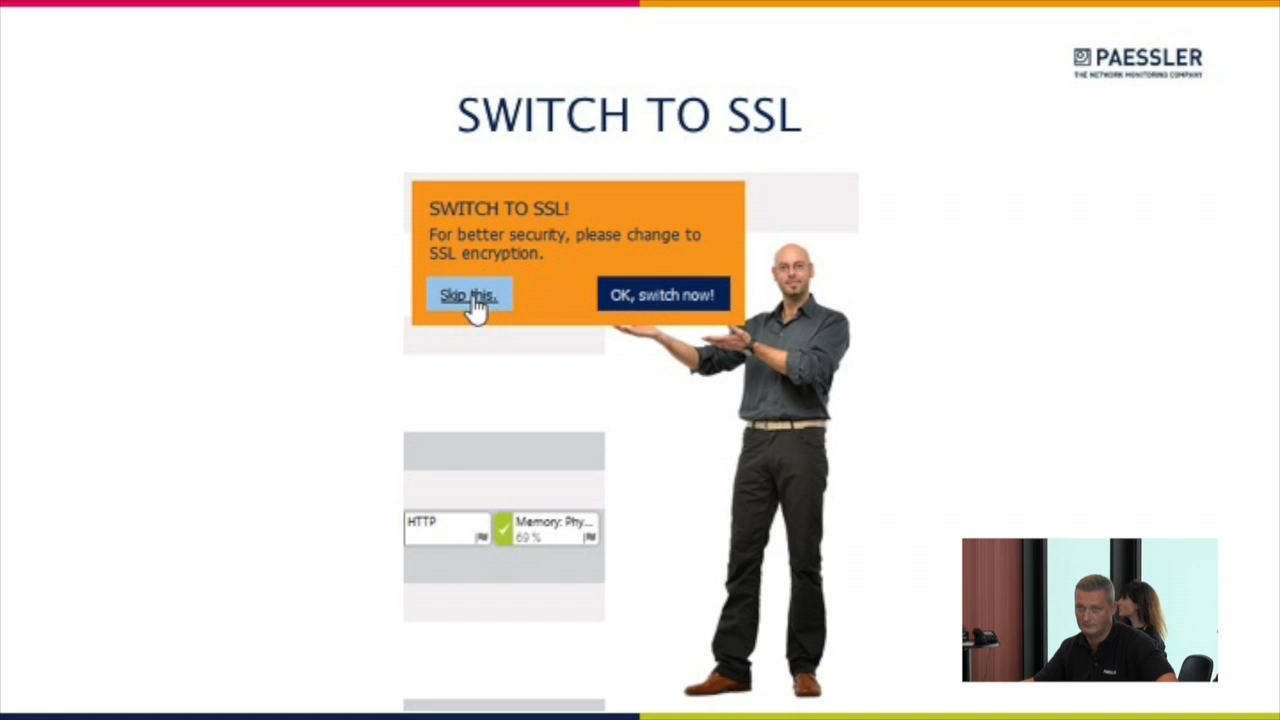 PAESSLER
THE NETWORK MONITORING COMPANY
SWITCH TO SSL
SWITCH TO SSL!
For better security, please change to
SSL encryption.
Skip this.
OK, switch now!
HTTP
Memory: Phy...
69 %